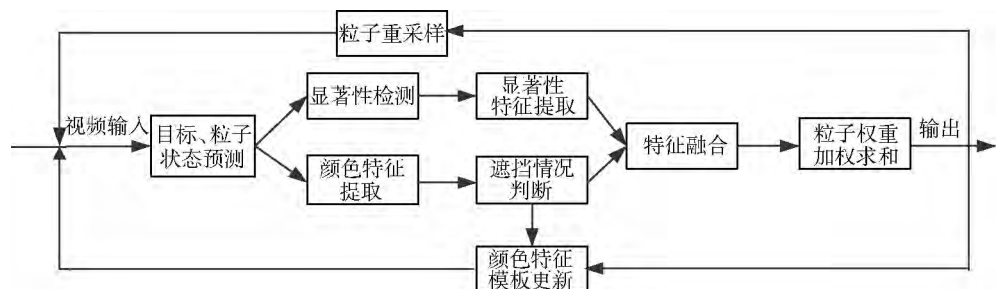 粒子重采样
显著性检测
显著性
特征提取
视频输入
目标、粒子
状态预测
特征融合
粒子权重
加权求和
输出
颜色特征
提取
遮挡情况
判断
颜色特征
模板更新